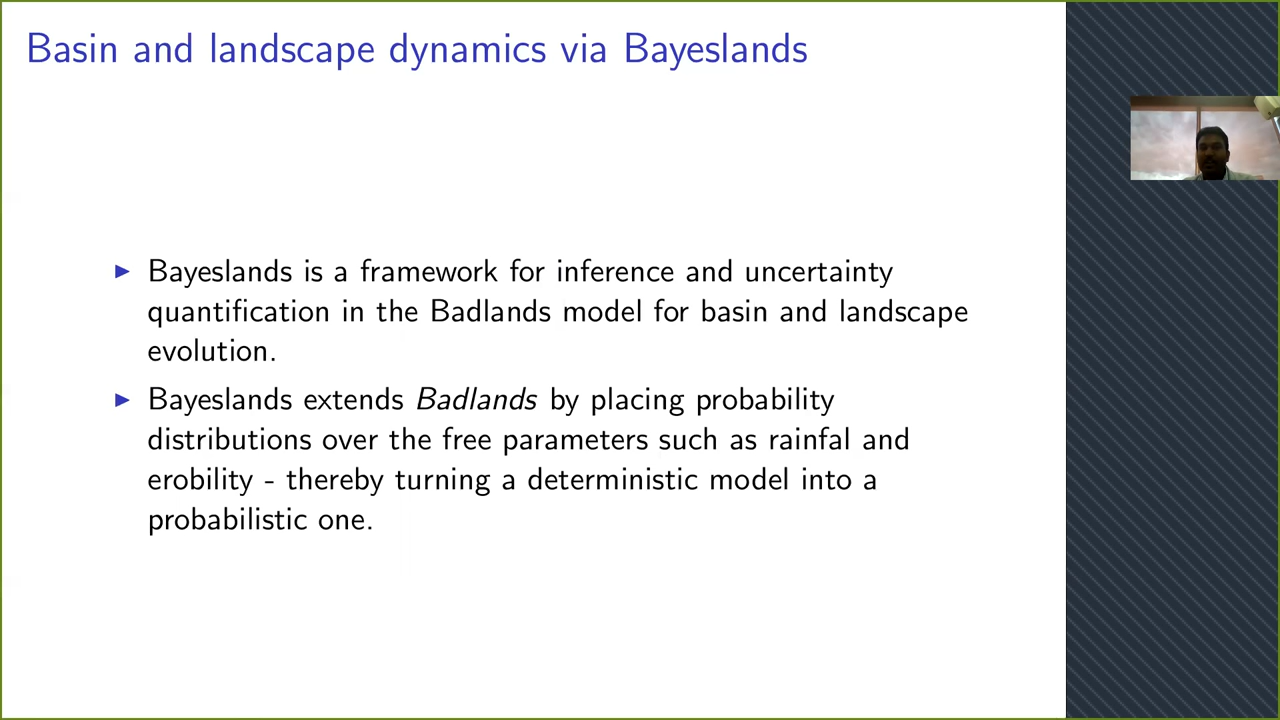 Basin and landscape dynamics via Bayeslands
▶ Bayeslands is a framework for inference and uncertainty
quantification in the Badlands model for basin and landscape
evolution.
▶ Bayeslands extends Badlands by placing probability
distributions over the free parameters such as rainfal and
erobility - thereby turning a deterministic model into a
probabilistic one.